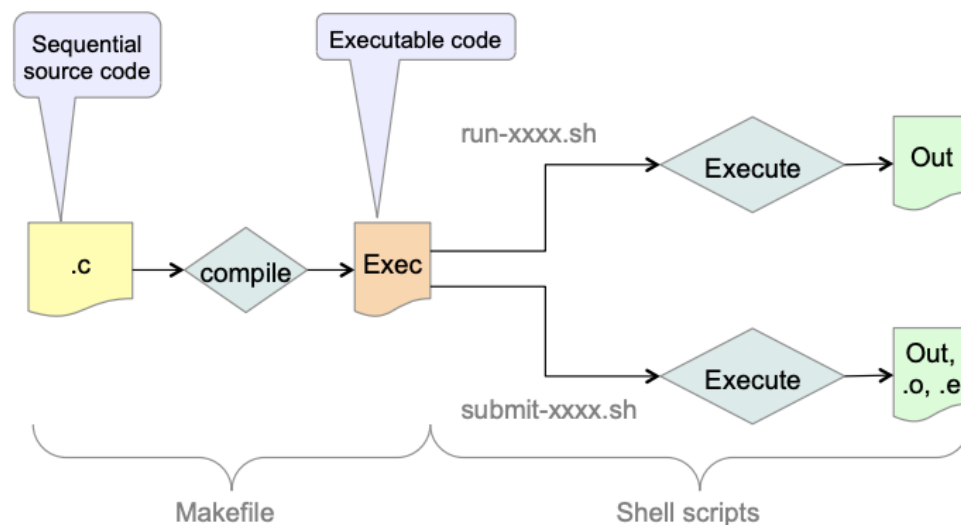 Sequential
source code
Executable code
run-xxxx.sh
Execute
Out
.c
compile
Exec
Execute
Out,
.o, .e
submit-xxxx.sh
Makefile
Shell scripts